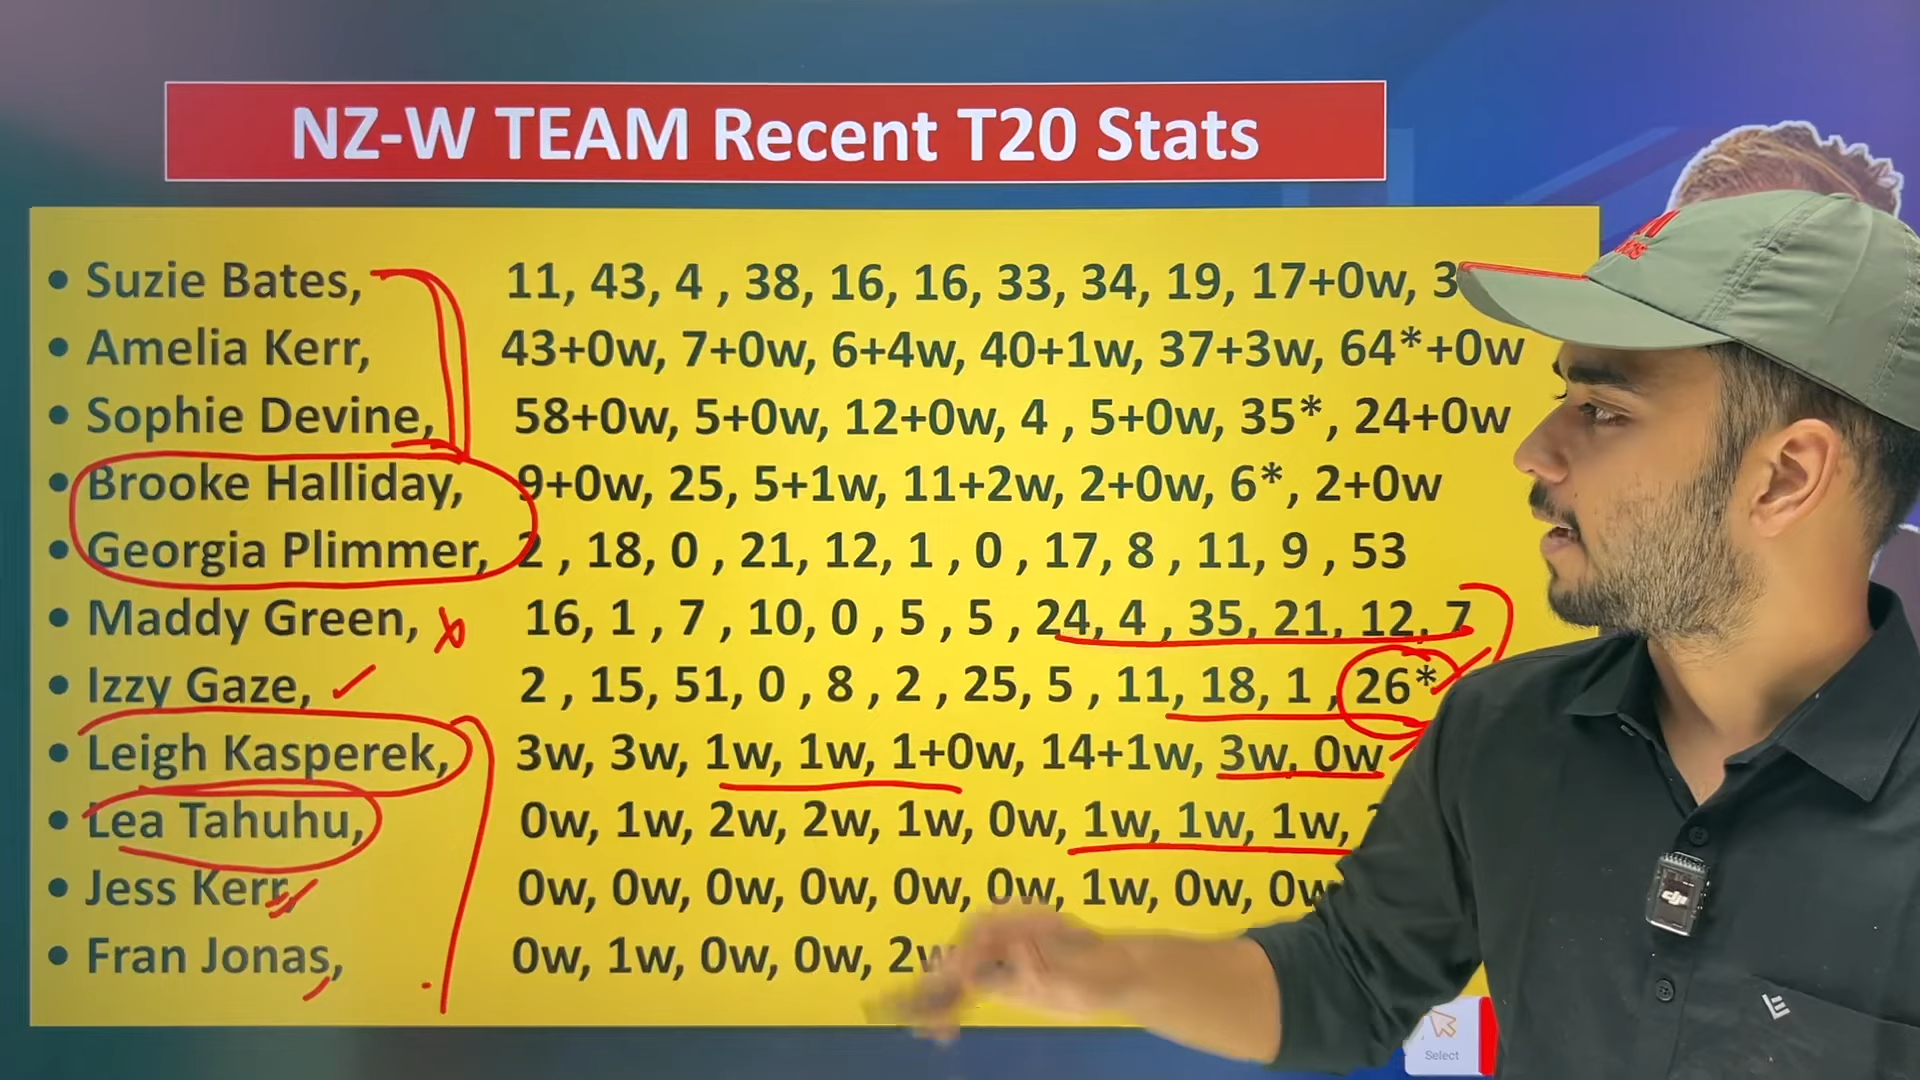 NZ-W TEAM Recent T20 Stats
• Suzie Bates, 11, 43, 4 , 38, 16, 16, 33, 34, 19, 17+0w, 3
• Amelia Kerr, 43+0w, 7+0w, 6+4w, 40+1w, 37+3w, 64*+0w
• Sophie Devine, 58+0w, 5+0w, 12+0w, 4 , 5+0w, 35*, 24+0w
• Brooke Halliday, 9+0w, 25, 5+1w, 11+2w, 2+0w, 6*, 2+0w
• Georgia Plimmer, 2 , 18, 0 , 21, 12, 1 , 0 , 17, 8 , 11, 9 , 53
• Maddy Green, 16, 1 , 7 , 10, 0 , 5 , 5 , 24, 4 , 35, 21, 12, 7
• Izzy Gaze, 2 , 15, 51, 0 , 8 , 2 , 25, 5 , 11, 18, 1 , 26*
• Leigh Kasperek, 3w, 3w, 1w, 1w, 1+0w, 14+1w, 3w, 0w
• Lea Tahuhu, 0w, 1w, 2w, 2w, 1w, 0w, 1w, 1w, 1w,
• Jess Kerr, 0w, 0w, 0w, 0w, 0w, 0w, 1w, 0w, 0w
• Fran Jonas, 0w, 1w, 0w, 0w, 2w
dji
Select